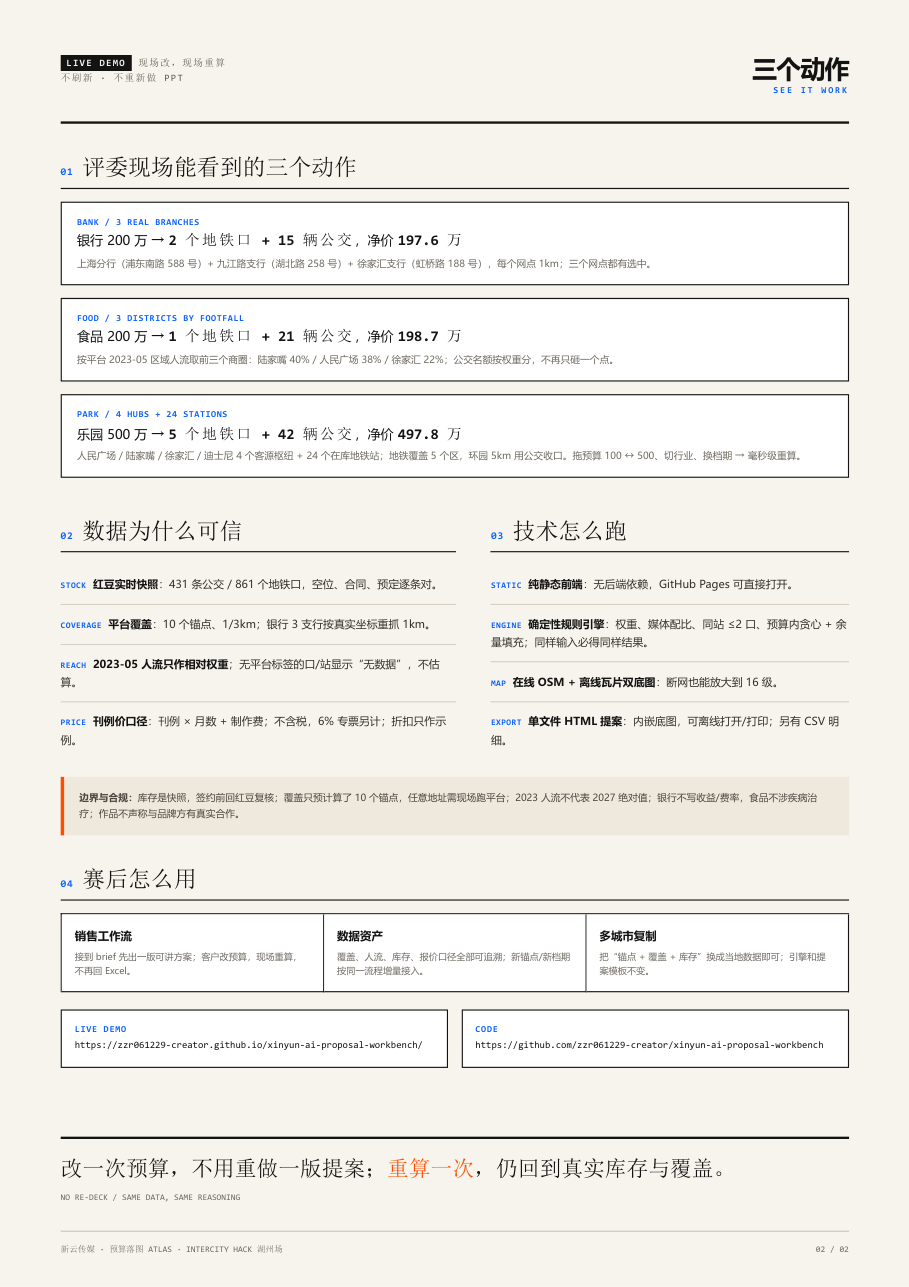 LIVE DEMO 现场改，现场重算
不刷新 · 不重新做 PPT
三个动作
SEE IT WORK
01 评委现场能看到的三个动作
BANK / 3 REAL BRANCHES
银行 200 万 → 2 个地铁口 + 15 辆公交，净价 197.6 万
上海分行（浦东南路 588 号）+ 九江路支行（湖北路 258 号）+ 徐家汇支行（虹桥路 188 号），每个网点 1km；三个网点都有选中。
FOOD / 3 DISTRICTS BY FOOTFALL
食品 200 万 → 1 个地铁口 + 21 辆公交，净价 198.7 万
按平台 2023-05 区域人流取前三个商圈：陆家嘴 40% / 人民广场 38% / 徐家汇 22%；公交名额按权重分，不再只砸一个点。
PARK / 4 HUBS + 24 STATIONS
乐园 500 万 → 5 个地铁口 + 42 辆公交，净价 497.8 万
人民广场 / 陆家嘴 / 徐家汇 / 迪士尼 4 个客源枢纽 + 24 个在库地铁站；地铁覆盖 5 个区，环园 5km 用公交收口。拖预算 100 ↔ 500、切行业、换档期 → 毫秒级重算。
02 数据为什么可信
STOCK 红豆实时快照：431 条公交 / 861 个地铁口，空位、合同、预定逐条对。
COVERAGE 平台覆盖：10 个锚点、1/3km；银行 3 支行按真实坐标重抓 1km。
REACH 2023-05 人流只作相对权重；无平台标签的口/站显示“无数据”，不估
算。
PRICE 刊例价口径：刊例 × 月数 + 制作费；不含税，6% 专票另计；折扣只作示
例。
03 技术怎么跑
STATIC 纯静态前端：无后端依赖，GitHub Pages 可直接打开。
ENGINE 确定性规则引擎：权重、媒体配比、同站 ≤2 口、预算内贪心 + 余
量填充；同样输入必得同样结果。
MAP 在线 OSM + 离线瓦片双底图：断网也能放大到 16 级。
EXPORT 单文件 HTML 提案：内嵌底图，可离线打开/打印；另有 CSV 明
细。
边界与合规：库存是快照，签约前回红豆复核；覆盖只预计算了 10 个锚点，任意地址需现场跑平台；2023 人流不代表 2027 绝对值；银行不写收益/费率，食品不涉疾病治
疗；作品不声称与品牌方有真实合作。
04 赛后怎么用
销售工作流
接到 brief 先出一版可讲方案；客户改预算，现场重算，
不再回 Excel。
数据资产
覆盖、人流、库存、报价口径全部可追溯；新锚点/新档期
按同一流程增量接入。
多城市复制
把“锚点 + 覆盖 + 库存”换成当地数据即可；引擎和提
案模板不变。
LIVE DEMO
https://zzr061229-creator.github.io/xinyun-ai-proposal-workbench/
CODE
https://github.com/zzr061229-creator/xinyun-ai-proposal-workbench
改一次预算，不用重做一版提案；重算一次，仍回到真实库存与覆盖。
NO RE-DECK / SAME DATA, SAME REASONING
新云传媒 · 预算落图 ATLAS · INTERCITY HACK 湖州场
02 / 02